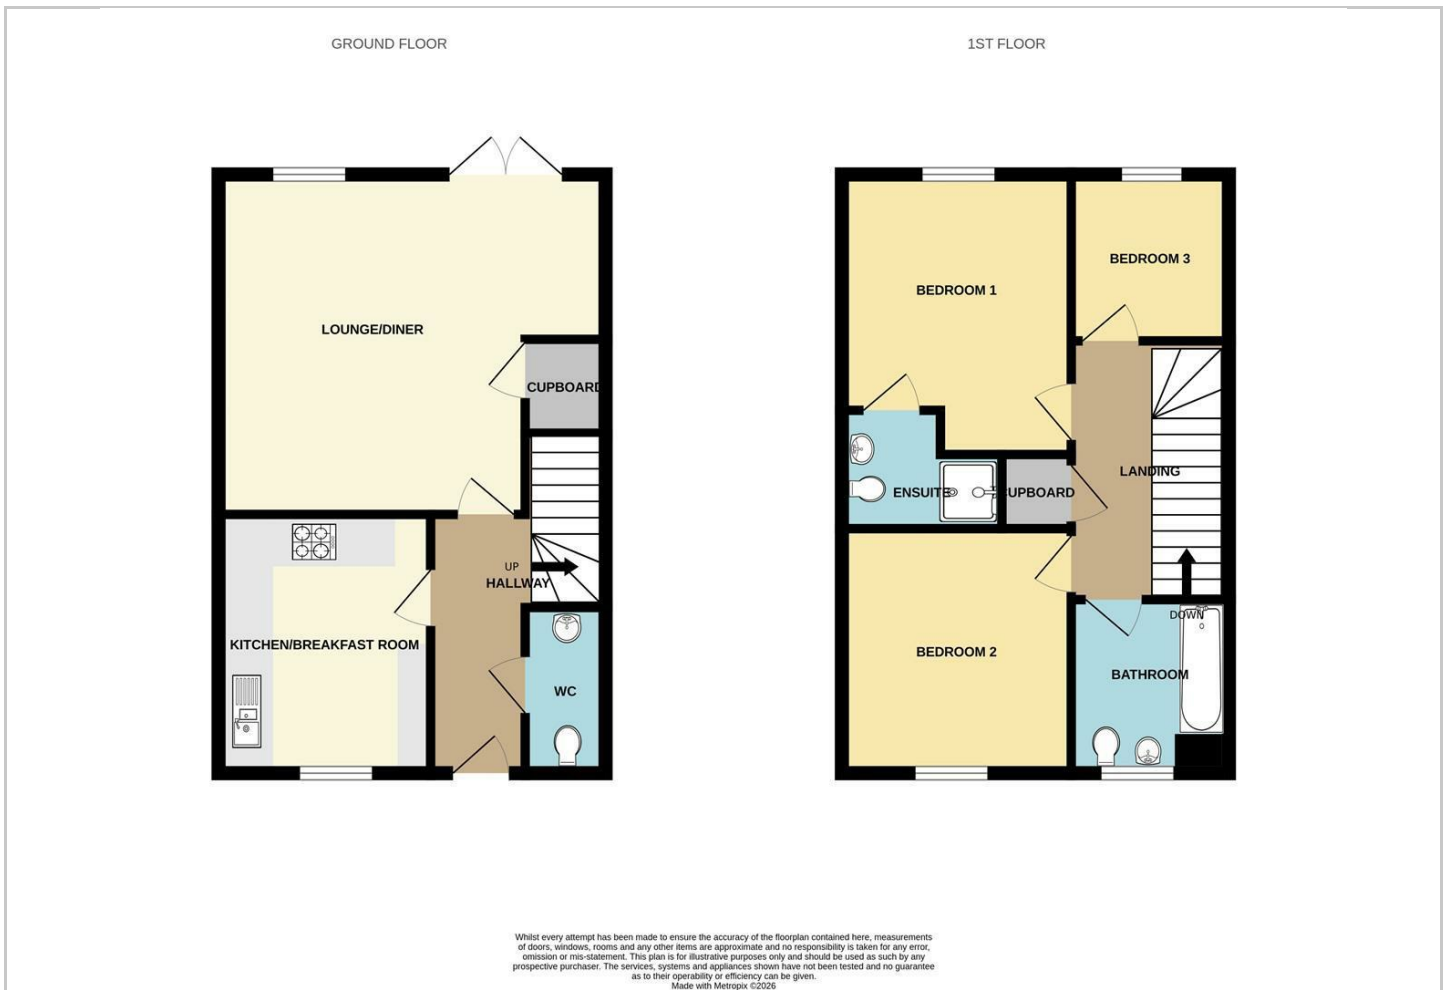 GROUND FLOOR
1ST FLOOR
LOUNGE/DINER
CUPBOARD
UP
HALLWAY
KITCHEN/BREAKFAST ROOM
WC
BEDROOM 1
BEDROOM 3
LANDING
ENSUITE
CUPBOARD
DOWN
BEDROOM 2
BATHROOM
Whilst every attempt has been made to ensure the accuracy of the floorplan contained here, measurements
of doors, windows, rooms and any other items are approximate and no responsibility is taken for any error,
omission or mis-statement. This plan is for illustrative purposes only and should be used as such by any
prospective purchaser. The services, systems and appliances shown have not been tested and no guarantee
as to their operability or efficiency can be given.
Made with Metropix ©2026